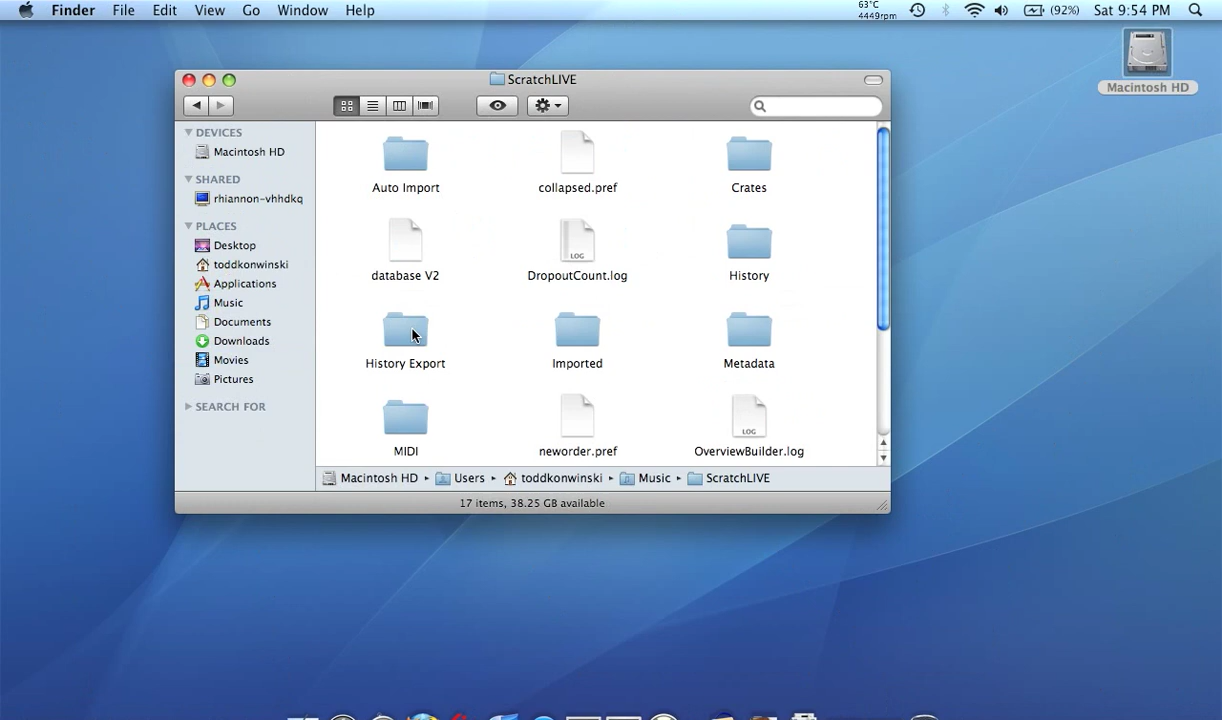 Finder File Edit View Go Window Help
63°C
4449rpm
(92%) Sat 9:54 PM
Macintosh HD
ScratchLIVE
DEVICES
Macintosh HD
SHARED
rhiannon-vhhdkq
PLACES
Desktop
toddkonwinski
Applications
Music
Documents
Downloads
Movies
Pictures
SEARCH FOR
Auto Import collapsed.pref Crates
LOG
database V2 DropoutCount.log History
History Export Imported Metadata
LOG
MIDI neworder.pref OverviewBuilder.log
Macintosh HD Users toddkonwinski Music ScratchLIVE
17 items, 38.25 GB available